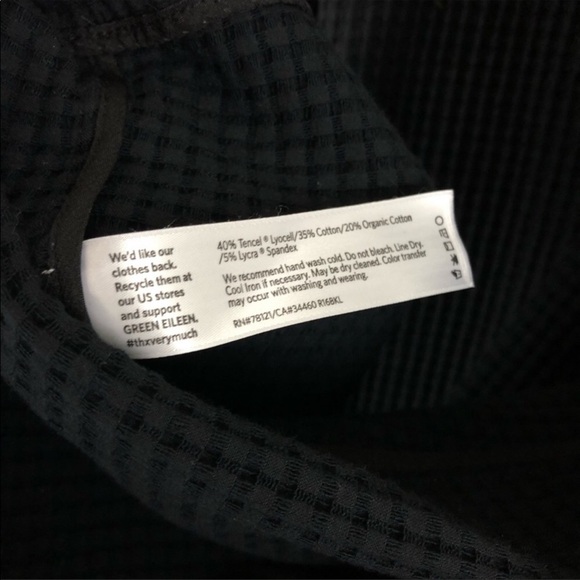 We'd like our
clothes back.
Recycle them at
our US stores
and support
GREEN EILEEN.
#thxverymuch
40% Tencel ® Lyocell/35% Cotton/20% Organic Cotton
/5% Lycra ® Spandex
We recommend hand wash cold. Do not bleach. Line Dry.
Cool Iron if necessary. May be dry cleaned. Color transfer
may occur with washing and wearing.
RN#78121/CA#34460 R168KL